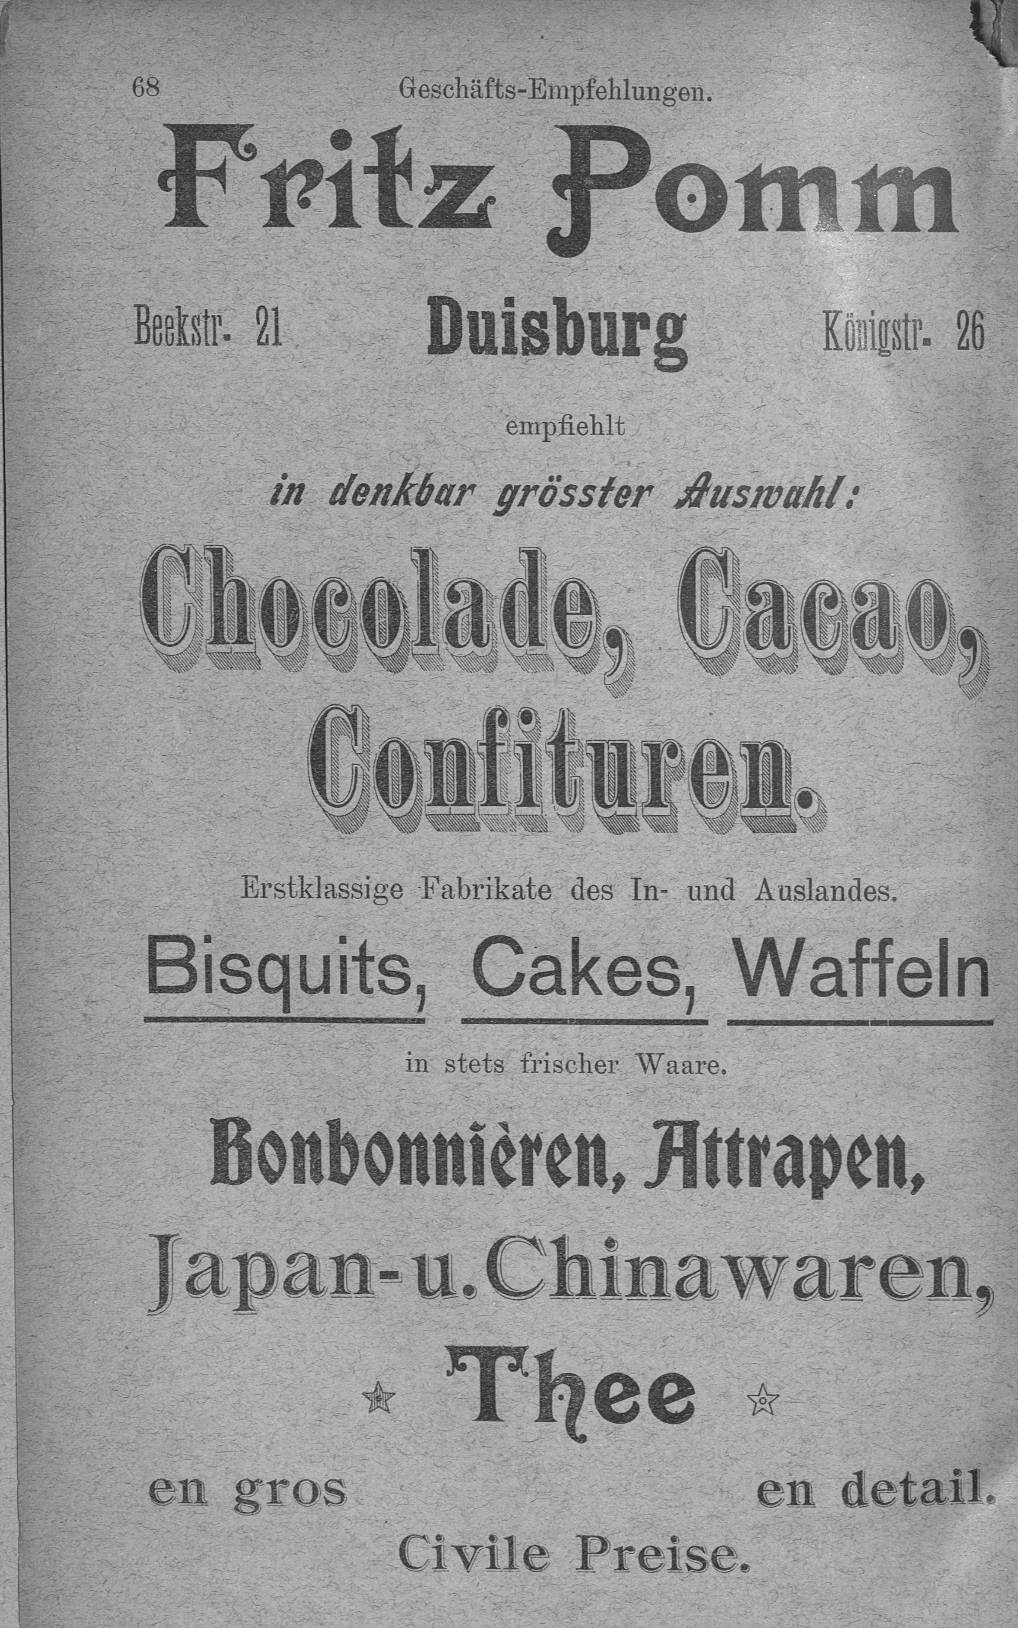 68 Geschäfts-Empfehlungen.
Fritz Pomm
Beekstr. 21 Duisburg Königstr. 26
empfiehlt
in denkbar grösster Auswahl:
Chocolade, Cacao,
Confituren.
Erstklassige Fabrikate des In- und Auslandes.
Bisquits, Cakes, Waffeln
in stets frischer Waare.
Bonbonnièren, Attrapen,
Japan- u. Chinawaren,
Thee
en gros en detail.
Civile Preise.